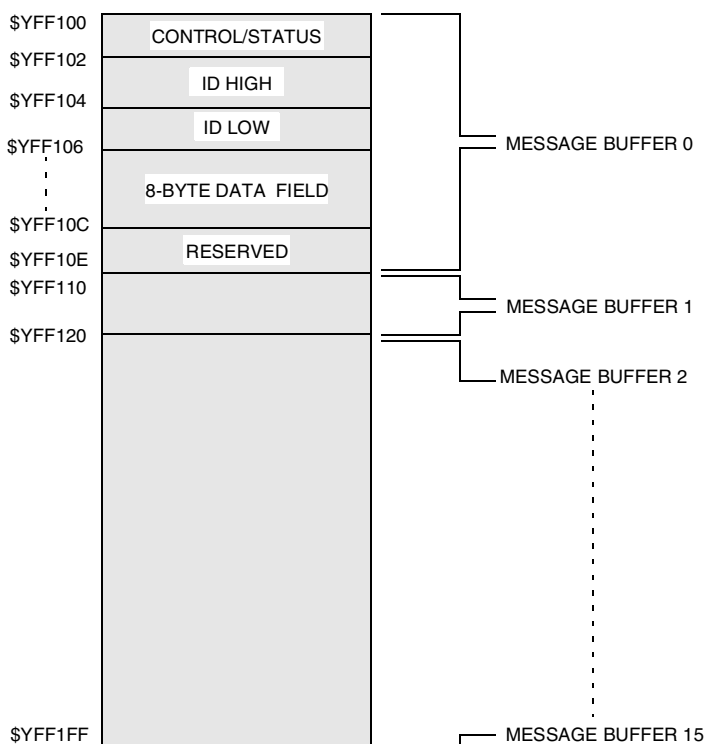 $YFF100
CONTROL/STATUS
$YFF102
ID HIGH
$YFF104
ID LOW
$YFF106
MESSAGE BUFFER 0
8-BYTE DATA FIELD
$YFF10C
RESERVED
$YFF10E
$YFF110
MESSAGE BUFFER 1
$YFF120
MESSAGE BUFFER 2
$YFF1FF
MESSAGE BUFFER 15